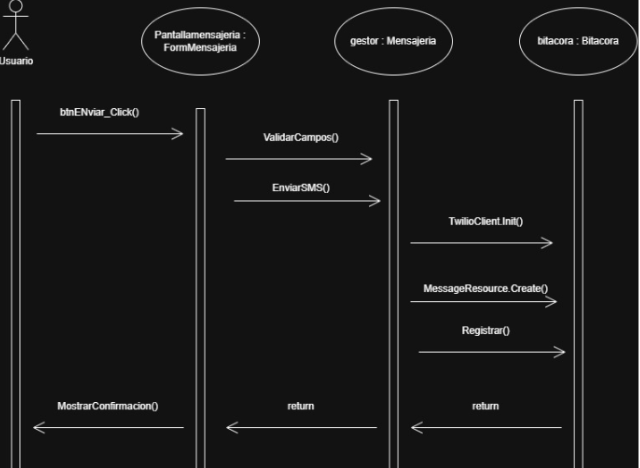 Usuario
Pantallamensajeria :
FormMensajeria
gestor : Mensajeria
bitacora : Bitacora
btnENviar_Click()
ValidarCampos()
EnviarSMS()
TwilioClient.Init()
MessageResource.Create()
Registrar()
MostrarConfirmacion()
return
return